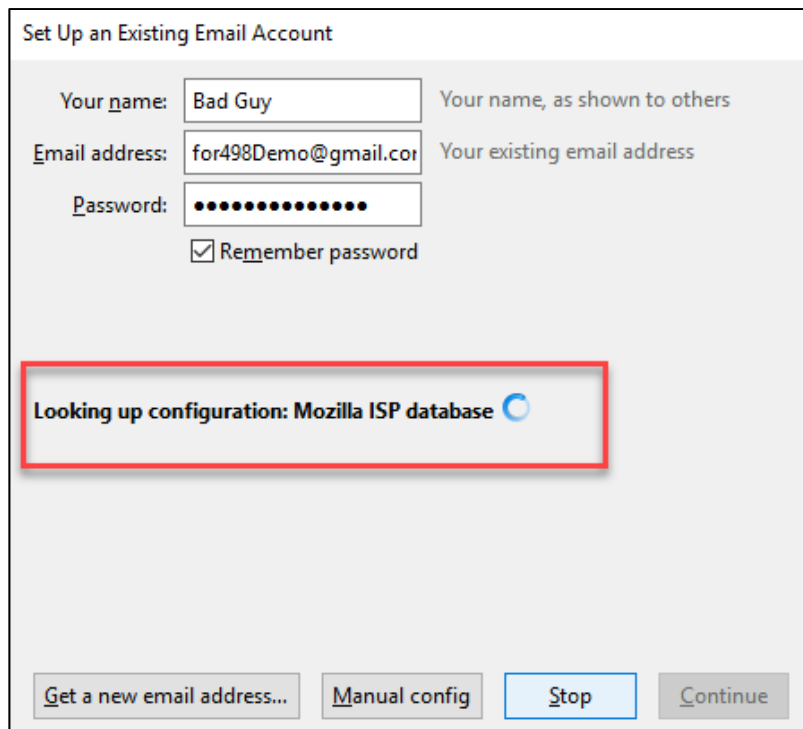 Set Up an Existing Email Account
Your name: Bad Guy Your name, as shown to others
Email address: for498Demo@gmail.cor Your existing email address
Password: ••••••••••••••
Remember password
Looking up configuration: Mozilla ISP database
Get a new email address... Manual config Stop Continue